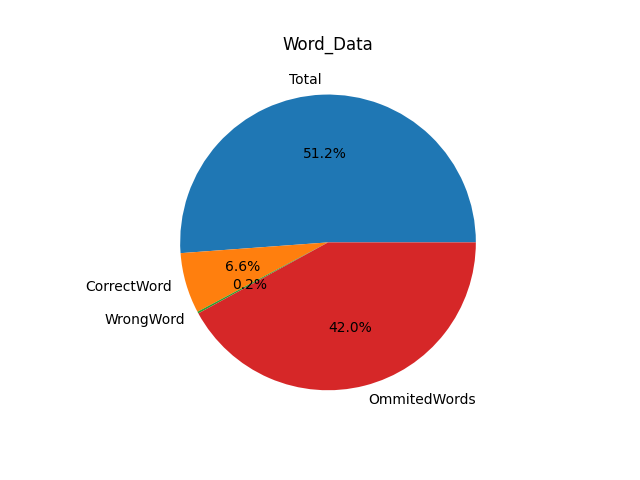 Word_Data
Total
51.2%
6.6%
CorrectWord
0.2%
WrongWord
42.0%
OmmitedWords